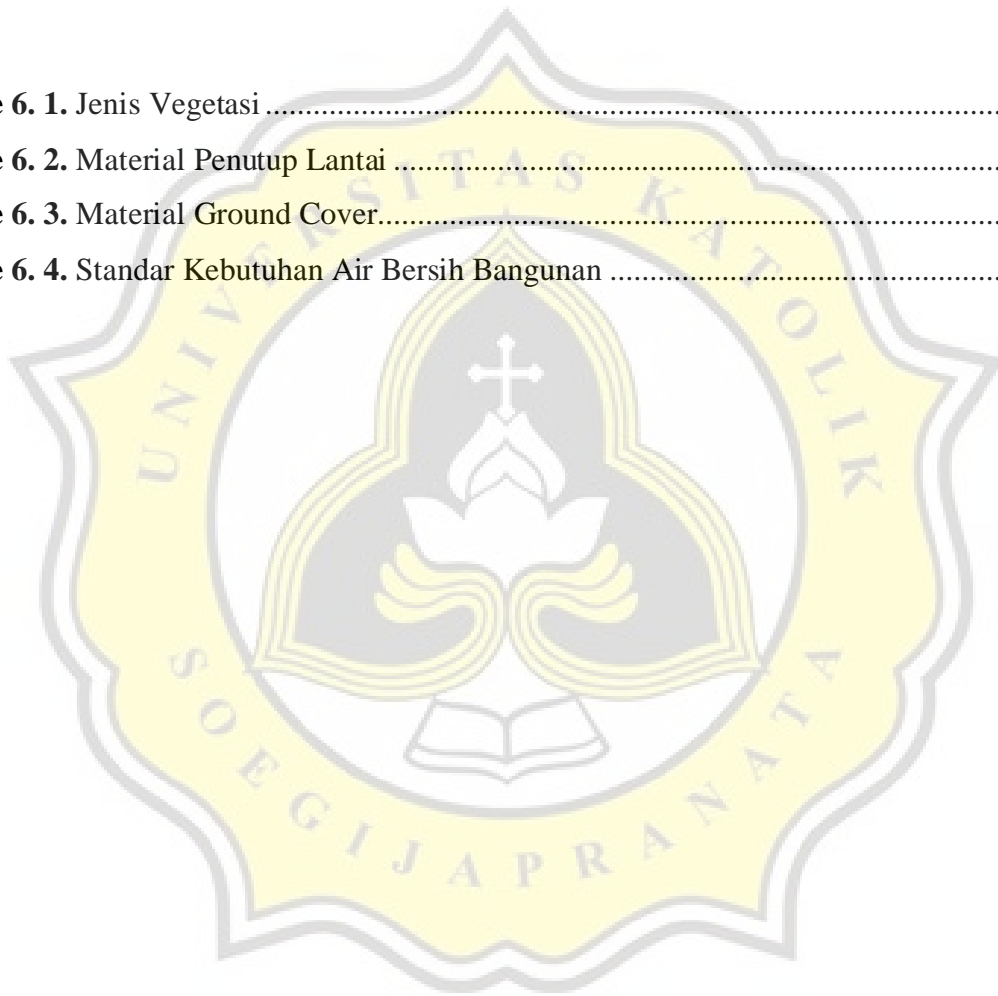 e 6. 1. Jenis Vegetasi ....................................................................................................
e 6. 2. Material Penutup Lantai ....................................................................................
e 6. 3. Material Ground Cover.......................................................................................
e 6. 4. Standar Kebutuhan Air Bersih Bangunan ......................................................
UNIVERSITAS KATOLIK
SOEGIJAPRANATA